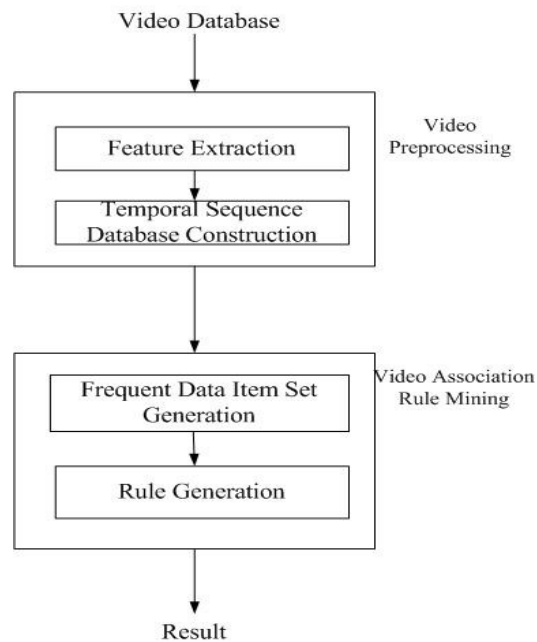 Video Database
Video
Preprocessing
Feature Extraction
Temporal Sequence
Database Construction
Video Association
Rule Mining
Frequent Data Item Set
Generation
Rule Generation
Result